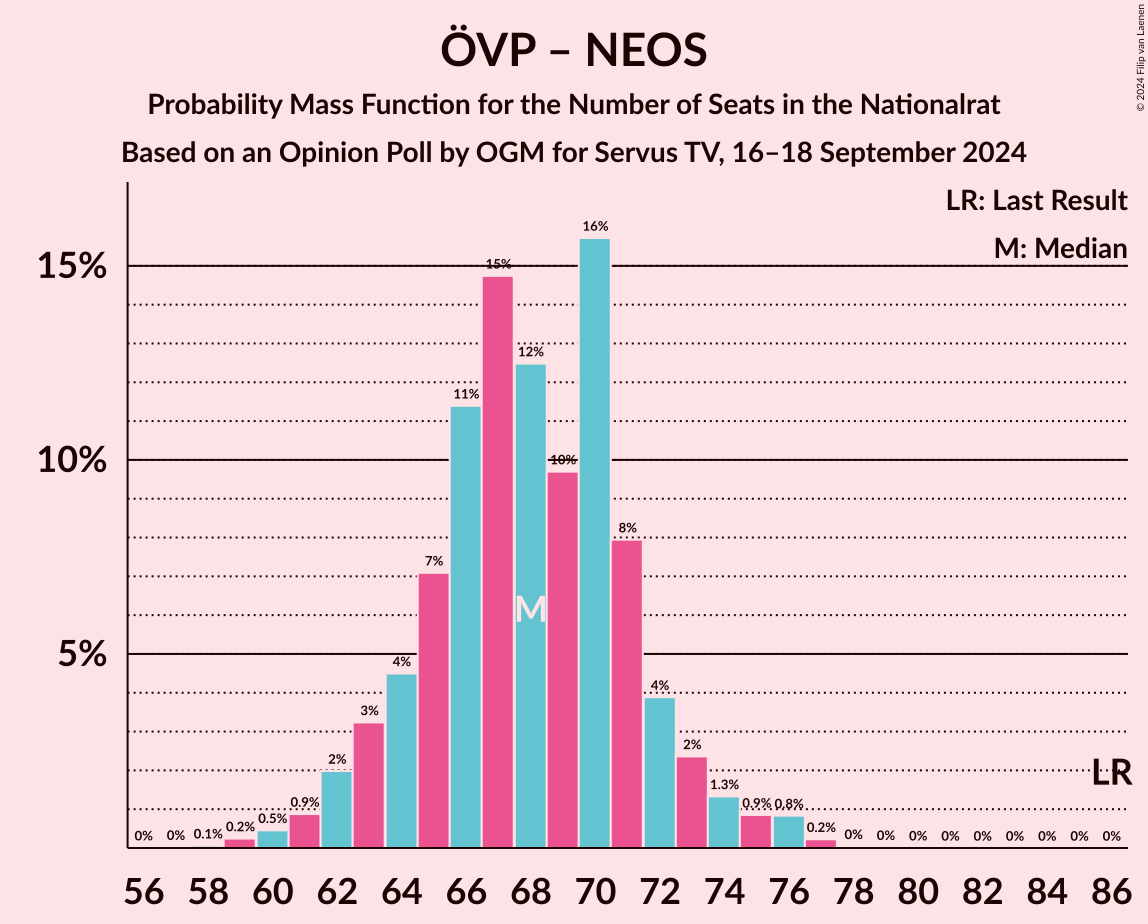 ÖVP – NEOS
Probability Mass Function for the Number of Seats in the Nationalrat
Based on an Opinion Poll by OGM for Servus TV, 16–18 September 2024
© 2024 Filip van Laenen
LR: Last Result
M: Median
15%
10%
5%
0% 0% 0.1% 0.2% 0.5% 0.9% 2% 3% 4% 7% 11% 15% 12% 10% 16% 8% 4% 2% 1.3% 0.9% 0.8% 0.2% 0% 0% 0% 0% 0% 0% 0% 0% 0%
M
LR
56 58 60 62 64 66 68 70 72 74 76 78 80 82 84 86